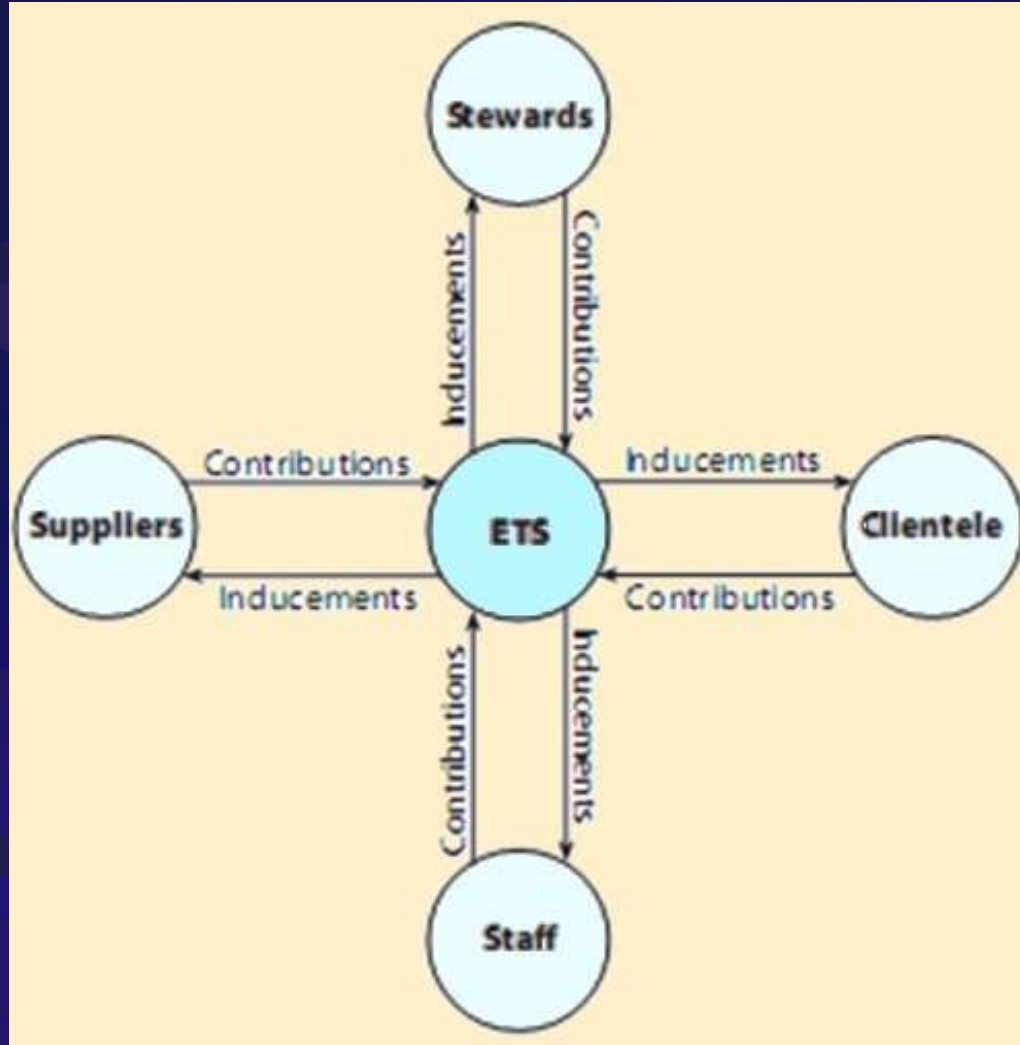 Stewards
Inducements
Contributions
Contributions
Inducements
Suppliers
ETS
Clientele
Inducements
Contributions
Contributions
Inducements
Staff